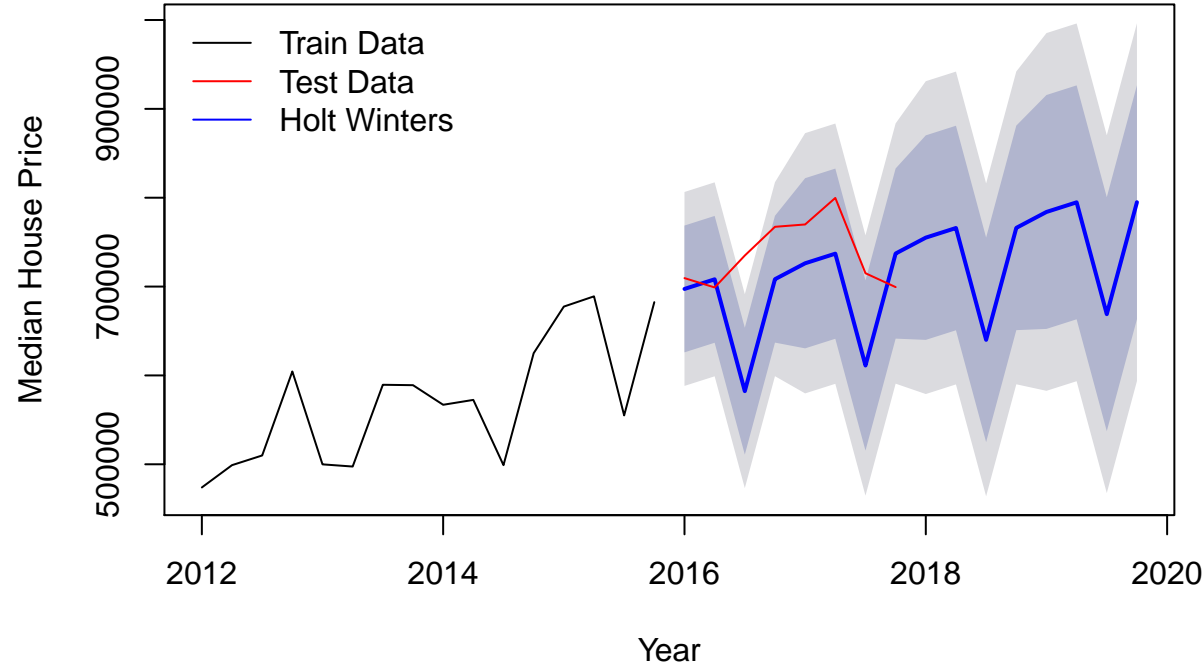 Train Data
Test Data
Holt Winters
Median House Price
900000
700000
500000
2012
2014
2016
2018
2020
Year